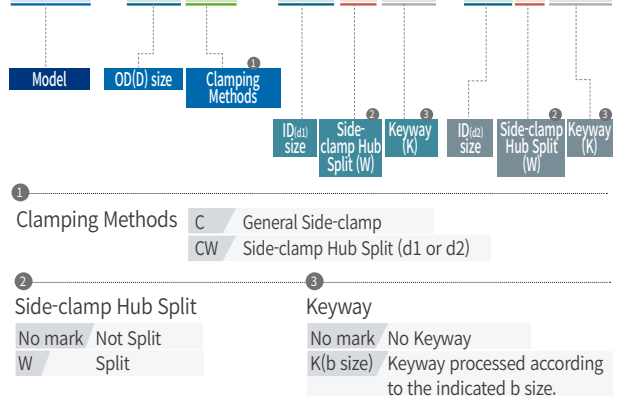 Model
OD(D) size
1
Clamping
Methods
ID(d1)
size
2
Side-
clamp Hub
Split (W)
3
Keyway
(K)
ID(d2)
size
2
Side-clamp
Hub Split
(W)
3
Keyway
(K)
1
Clamping Methods
C General Side-clamp
CW Side-clamp Hub Split (d1 or d2)
2
Side-clamp Hub Split
No mark Not Split
W Split
3
Keyway
No mark No Keyway
K(b size) Keyway processed according
to the indicated b size.